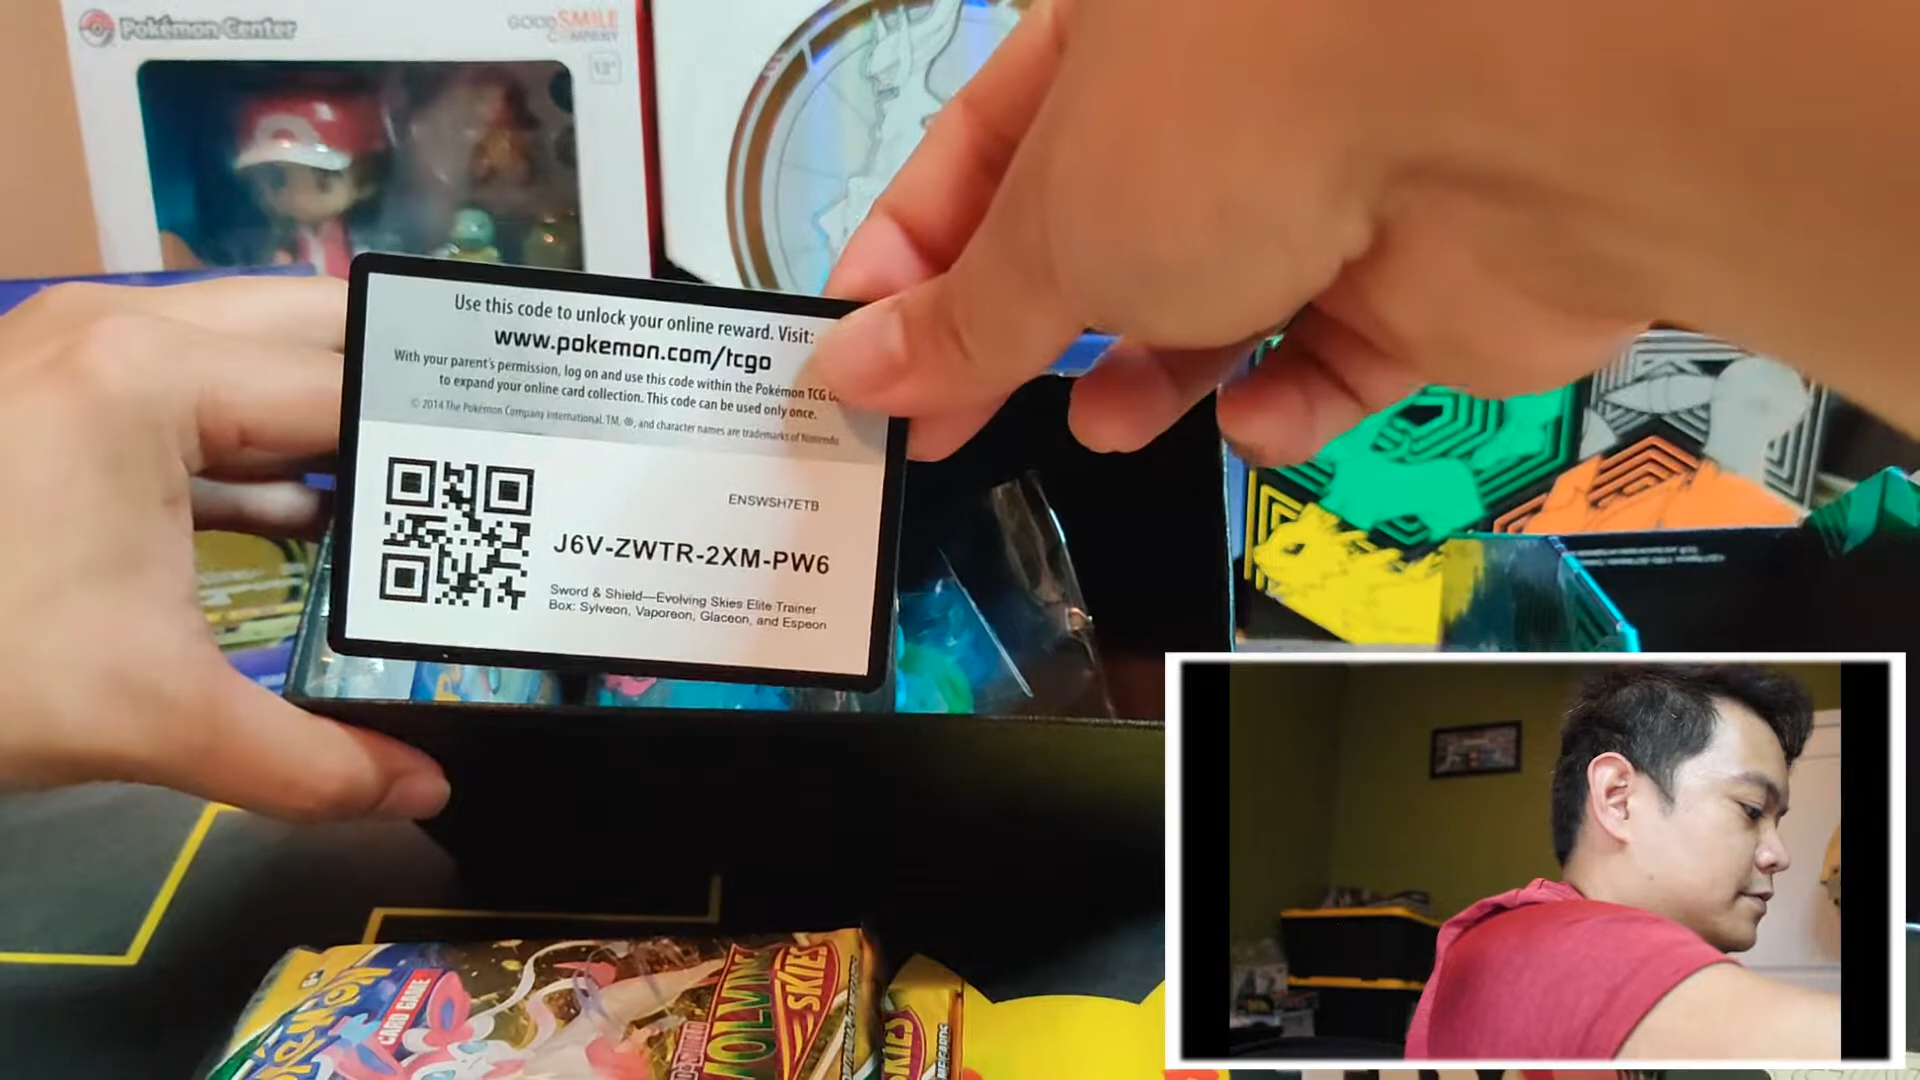 Pokémon Center
GOOD SMILE
COMPANY
Use this code to unlock your online reward. Visit:
www.pokemon.com/tcgo
With your parent's permission, log on and use this code within the Pokémon TCG
to expand your online card collection. This code can be used only once.
© 2014 The Pokémon Company International. TM, ®, and character names are trademarks of Nintendo
ENSWSH7ETB
J6V-ZWTR-2XM-PW6
Sword & Shield—Evolving Skies Elite Trainer
Box: Sylveon, Vaporeon, Glaceon, and Espeon
POKéMON
CARD GAME
SKIES
SKIES